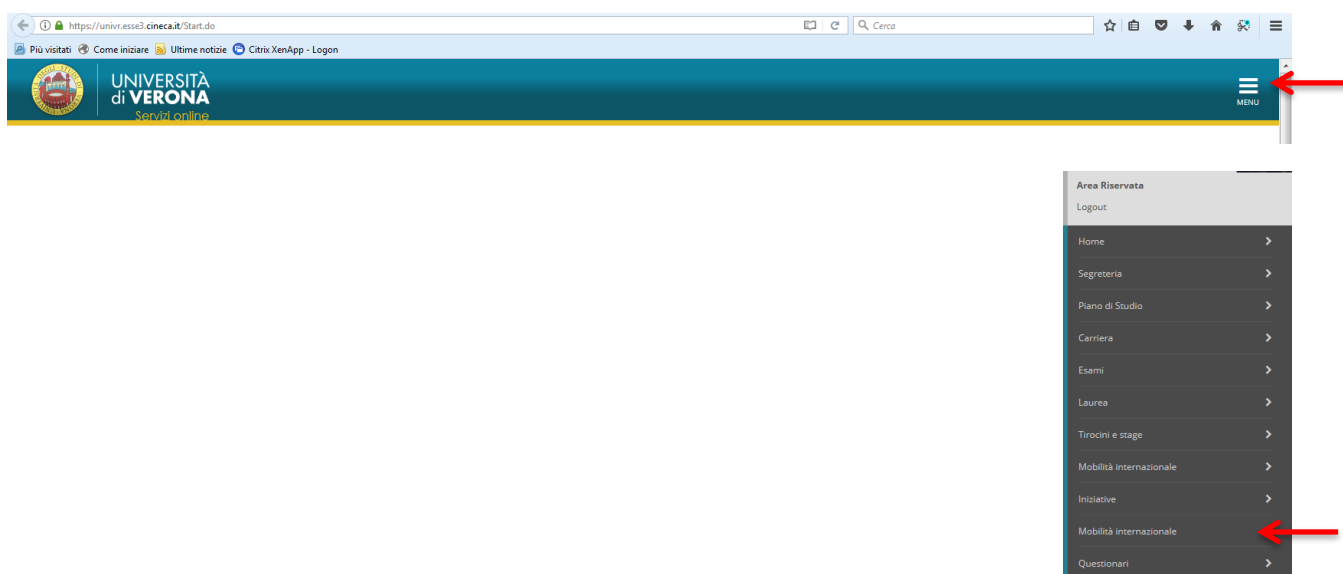 https://univr.esse3.cineca.it/Start.do
Cerca
Più visitati Come iniziare Ultime notizie Citrix XenApp - Logon
UNIVERSITÀ
di VERONA
Servizi online
MENU
Area Riservata
Logout
Home
Segreteria
Piano di Studio
Carriera
Esami
Laurea
Tirocini e stage
Mobilità internazionale
Iniziative
Mobilità internazionale
Questionari